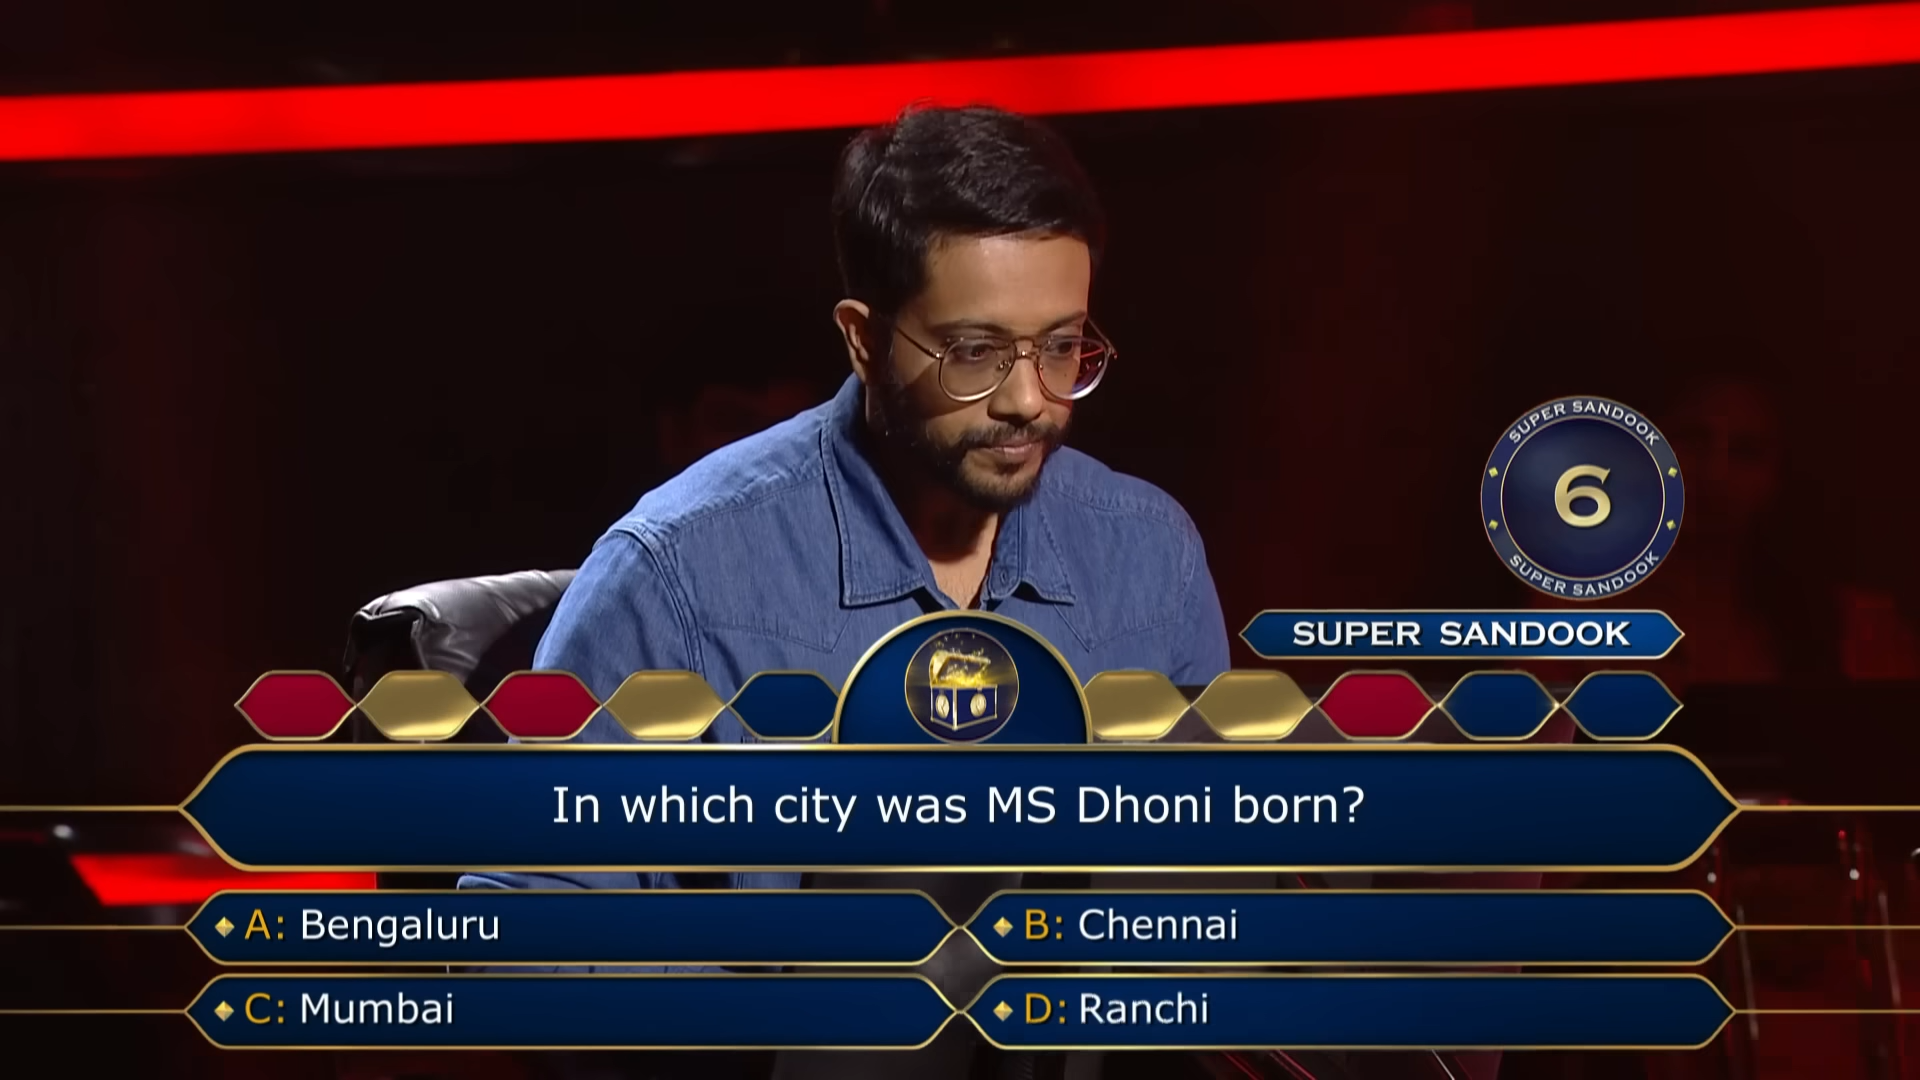 SUPER SANDOOK
6
SUPER SANDOOK
SUPER SANDOOK
In which city was MS Dhoni born?
A: Bengaluru
B: Chennai
C: Mumbai
D: Ranchi